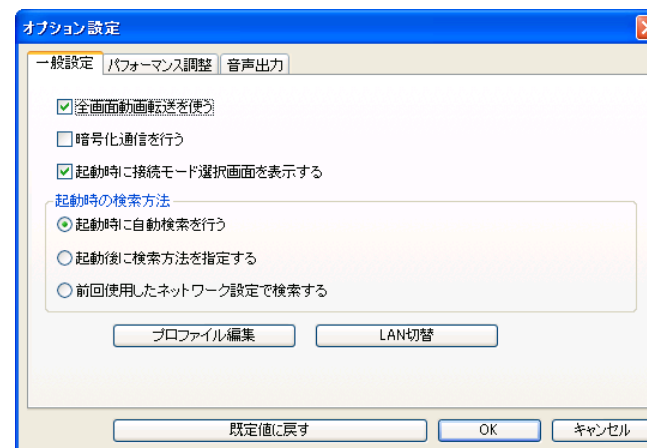 オプション設定
一般設定 パフォーマンス調整 音声出力
全画面動画転送を使う
暗号化通信を行う
起動時に接続モード選択画面を表示する
起動時の検索方法
起動時に自動検索を行う
起動後に検索方法を指定する
前回使用したネットワーク設定で検索する
プロファイル編集 LAN切替
既定値に戻す OK キャンセル